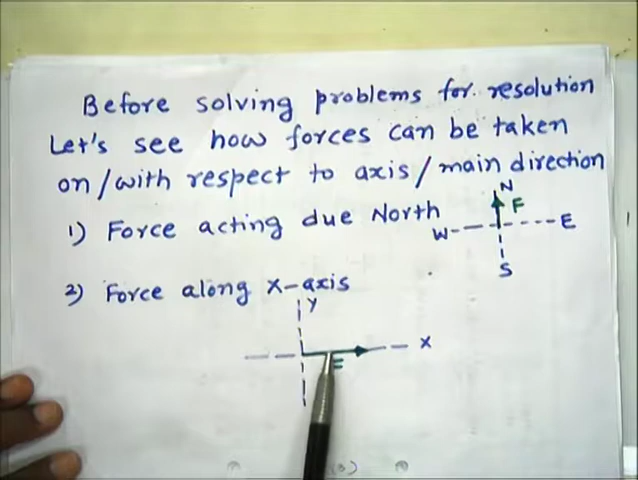 Before solving problems for resolution
Let's see how forces can be taken
on/with respect to axis/main direction
N
1) Force acting due North
F
W
E
S
2) Force along X-axis
Y
X
F